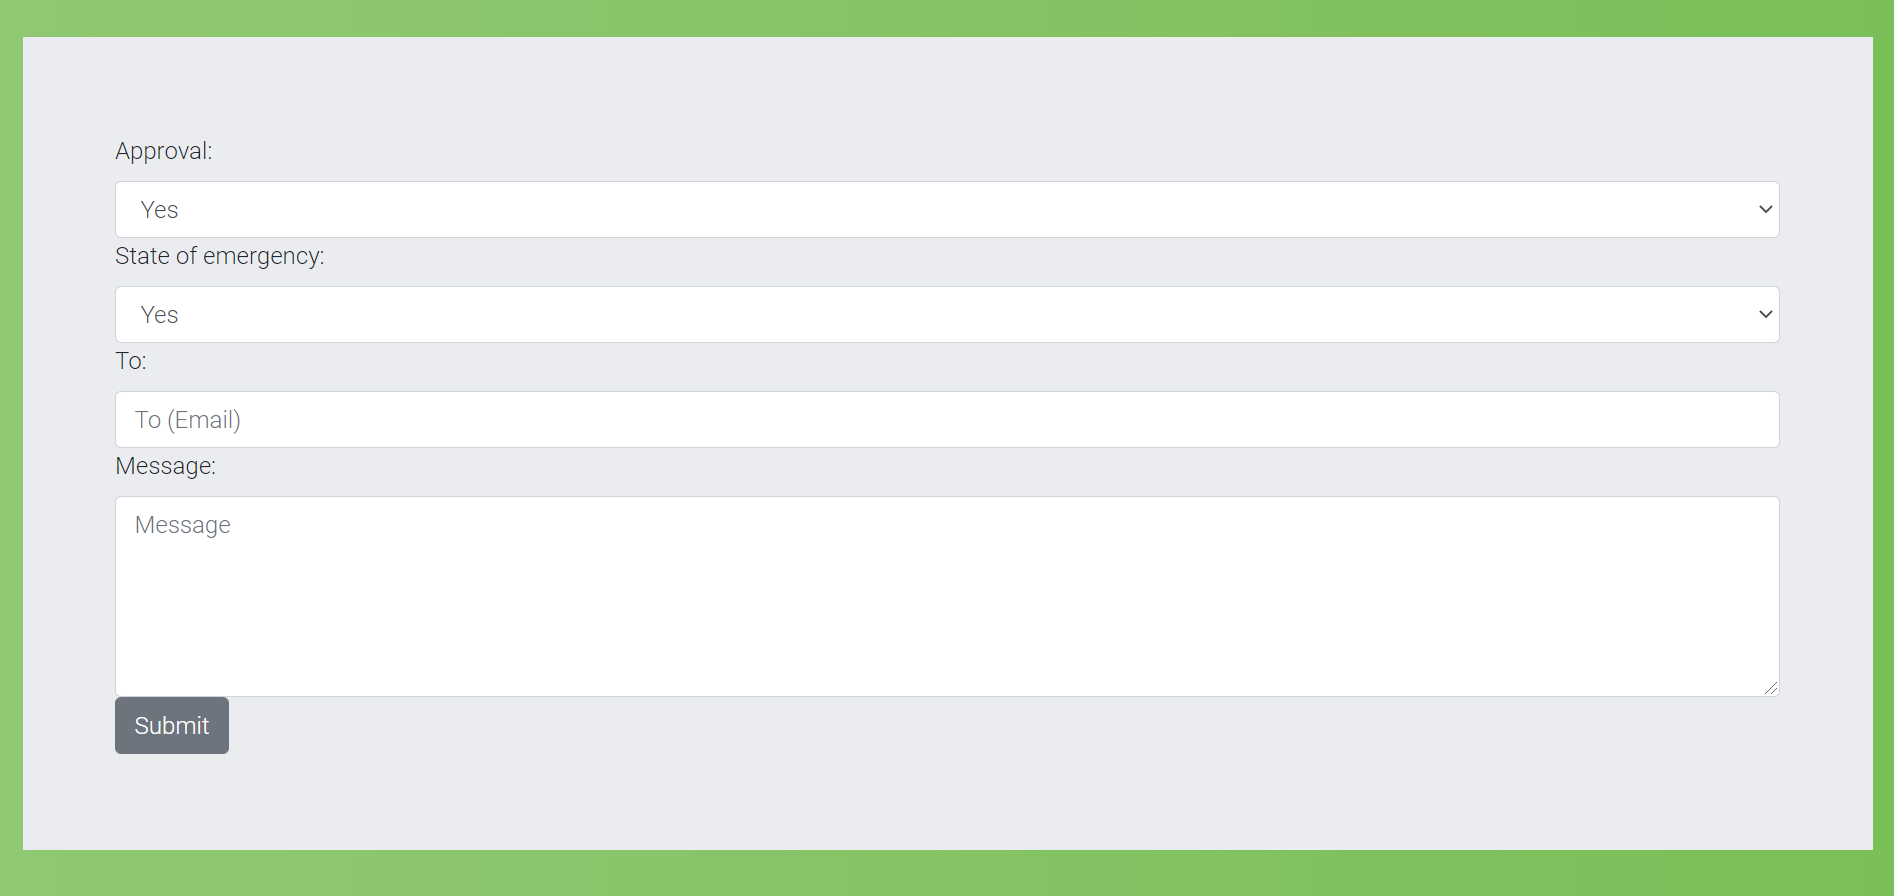 Approval:
Yes
State of emergency:
Yes
To:
To (Email)
Message:
Message
Submit